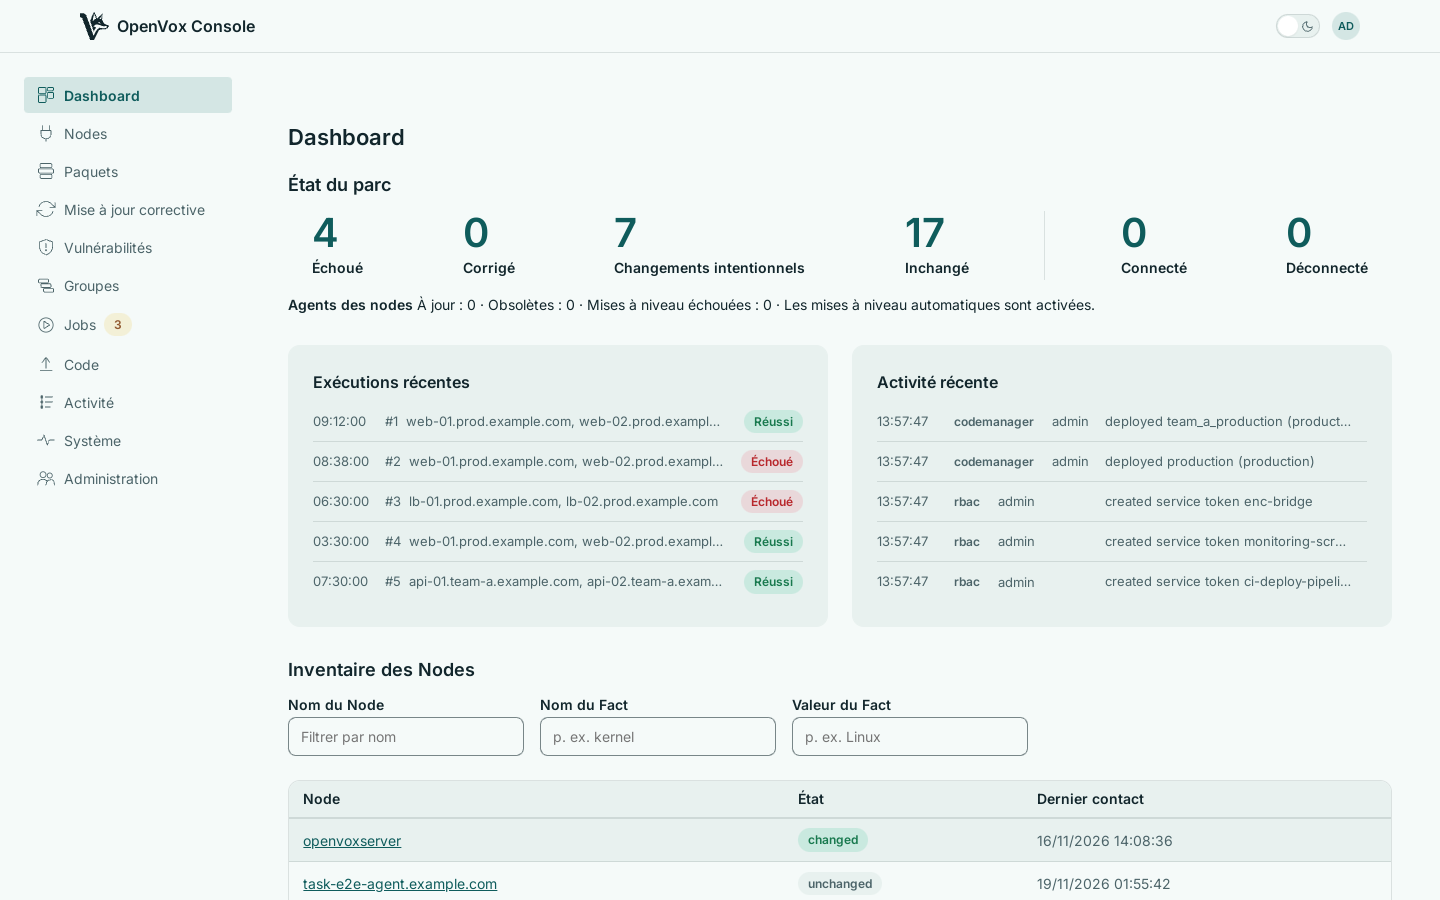 OpenVox Console
AD
Dashboard
Nodes
Paquets
Mise à jour corrective
Vulnérabilités
Groupes
Jobs 3
Code
Activité
Système
Administration
Dashboard
État du parc
4 0 7 17 0 0
Échoué Corrigé Changements intentionnels Inchangé Connecté Déconnecté
Agents des nodes À jour : 0 · Obsolètes : 0 · Mises à niveau échouées : 0 · Les mises à niveau automatiques sont activées.
Exécutions récentes
09:12:00 #1 web-01.prod.example.com, web-02.prod.exampl... Réussi
08:38:00 #2 web-01.prod.example.com, web-02.prod.exampl... Échoué
06:30:00 #3 lb-01.prod.example.com, lb-02.prod.example.com Échoué
03:30:00 #4 web-01.prod.example.com, web-02.prod.exampl... Réussi
07:30:00 #5 api-01.team-a.example.com, api-02.team-a.exam... Réussi
Activité récente
13:57:47 codemanager admin deployed team_a_production (product...
13:57:47 codemanager admin deployed production (production)
13:57:47 rbac admin created service token enc-bridge
13:57:47 rbac admin created service token monitoring-scr...
13:57:47 rbac admin created service token ci-deploy-pipeli...
Inventaire des Nodes
Nom du Node Nom du Fact Valeur du Fact
Filtrer par nom p. ex. kernel p. ex. Linux
Node État Dernier contact
openvoxserver changed 16/11/2026 14:08:36
task-e2e-agent.example.com unchanged 19/11/2026 01:55:42